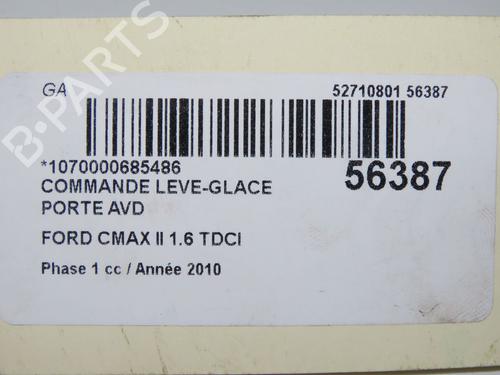 GA
52710801 56387
*1070000685486
56387
COMMANDE LEVE-GLACE
PORTE AVD
FORD CMAX II 1.6 TDCI
Phase 1 cc / Année 2010
B-PARTS